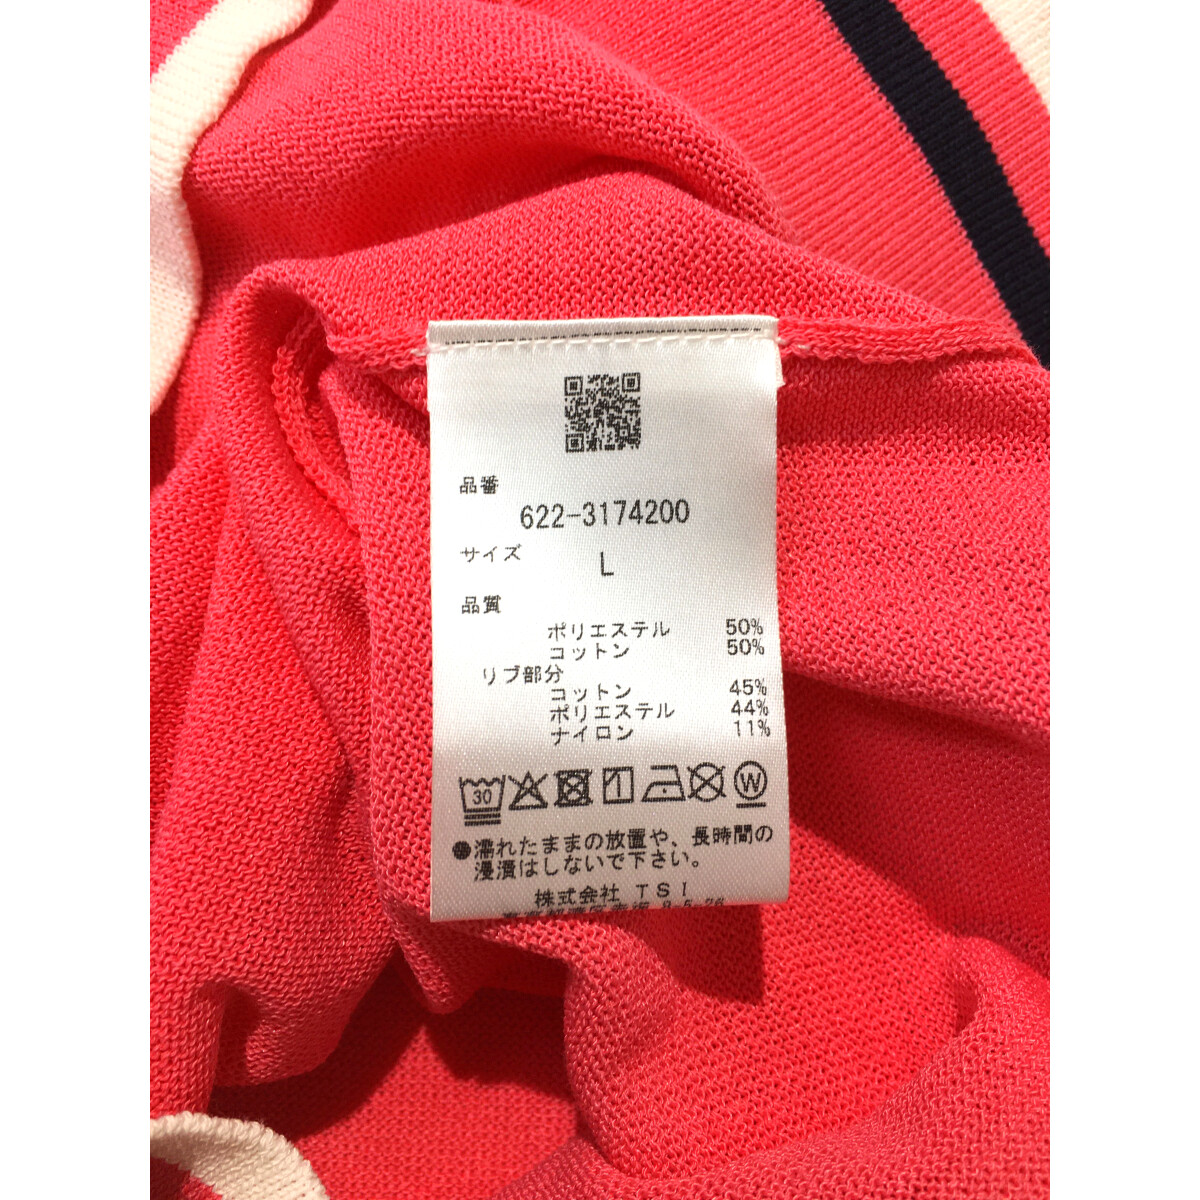 品番
622-3174200
サイズ
L
品質
ポリエステル 50%
コットン 50%
リブ部分
コットン 45%
ポリエステル 44%
ナイロン 11%
30
W
●濡れたままの放置や、長時間の
浸漬はしないで下さい。
株式会社 TSI